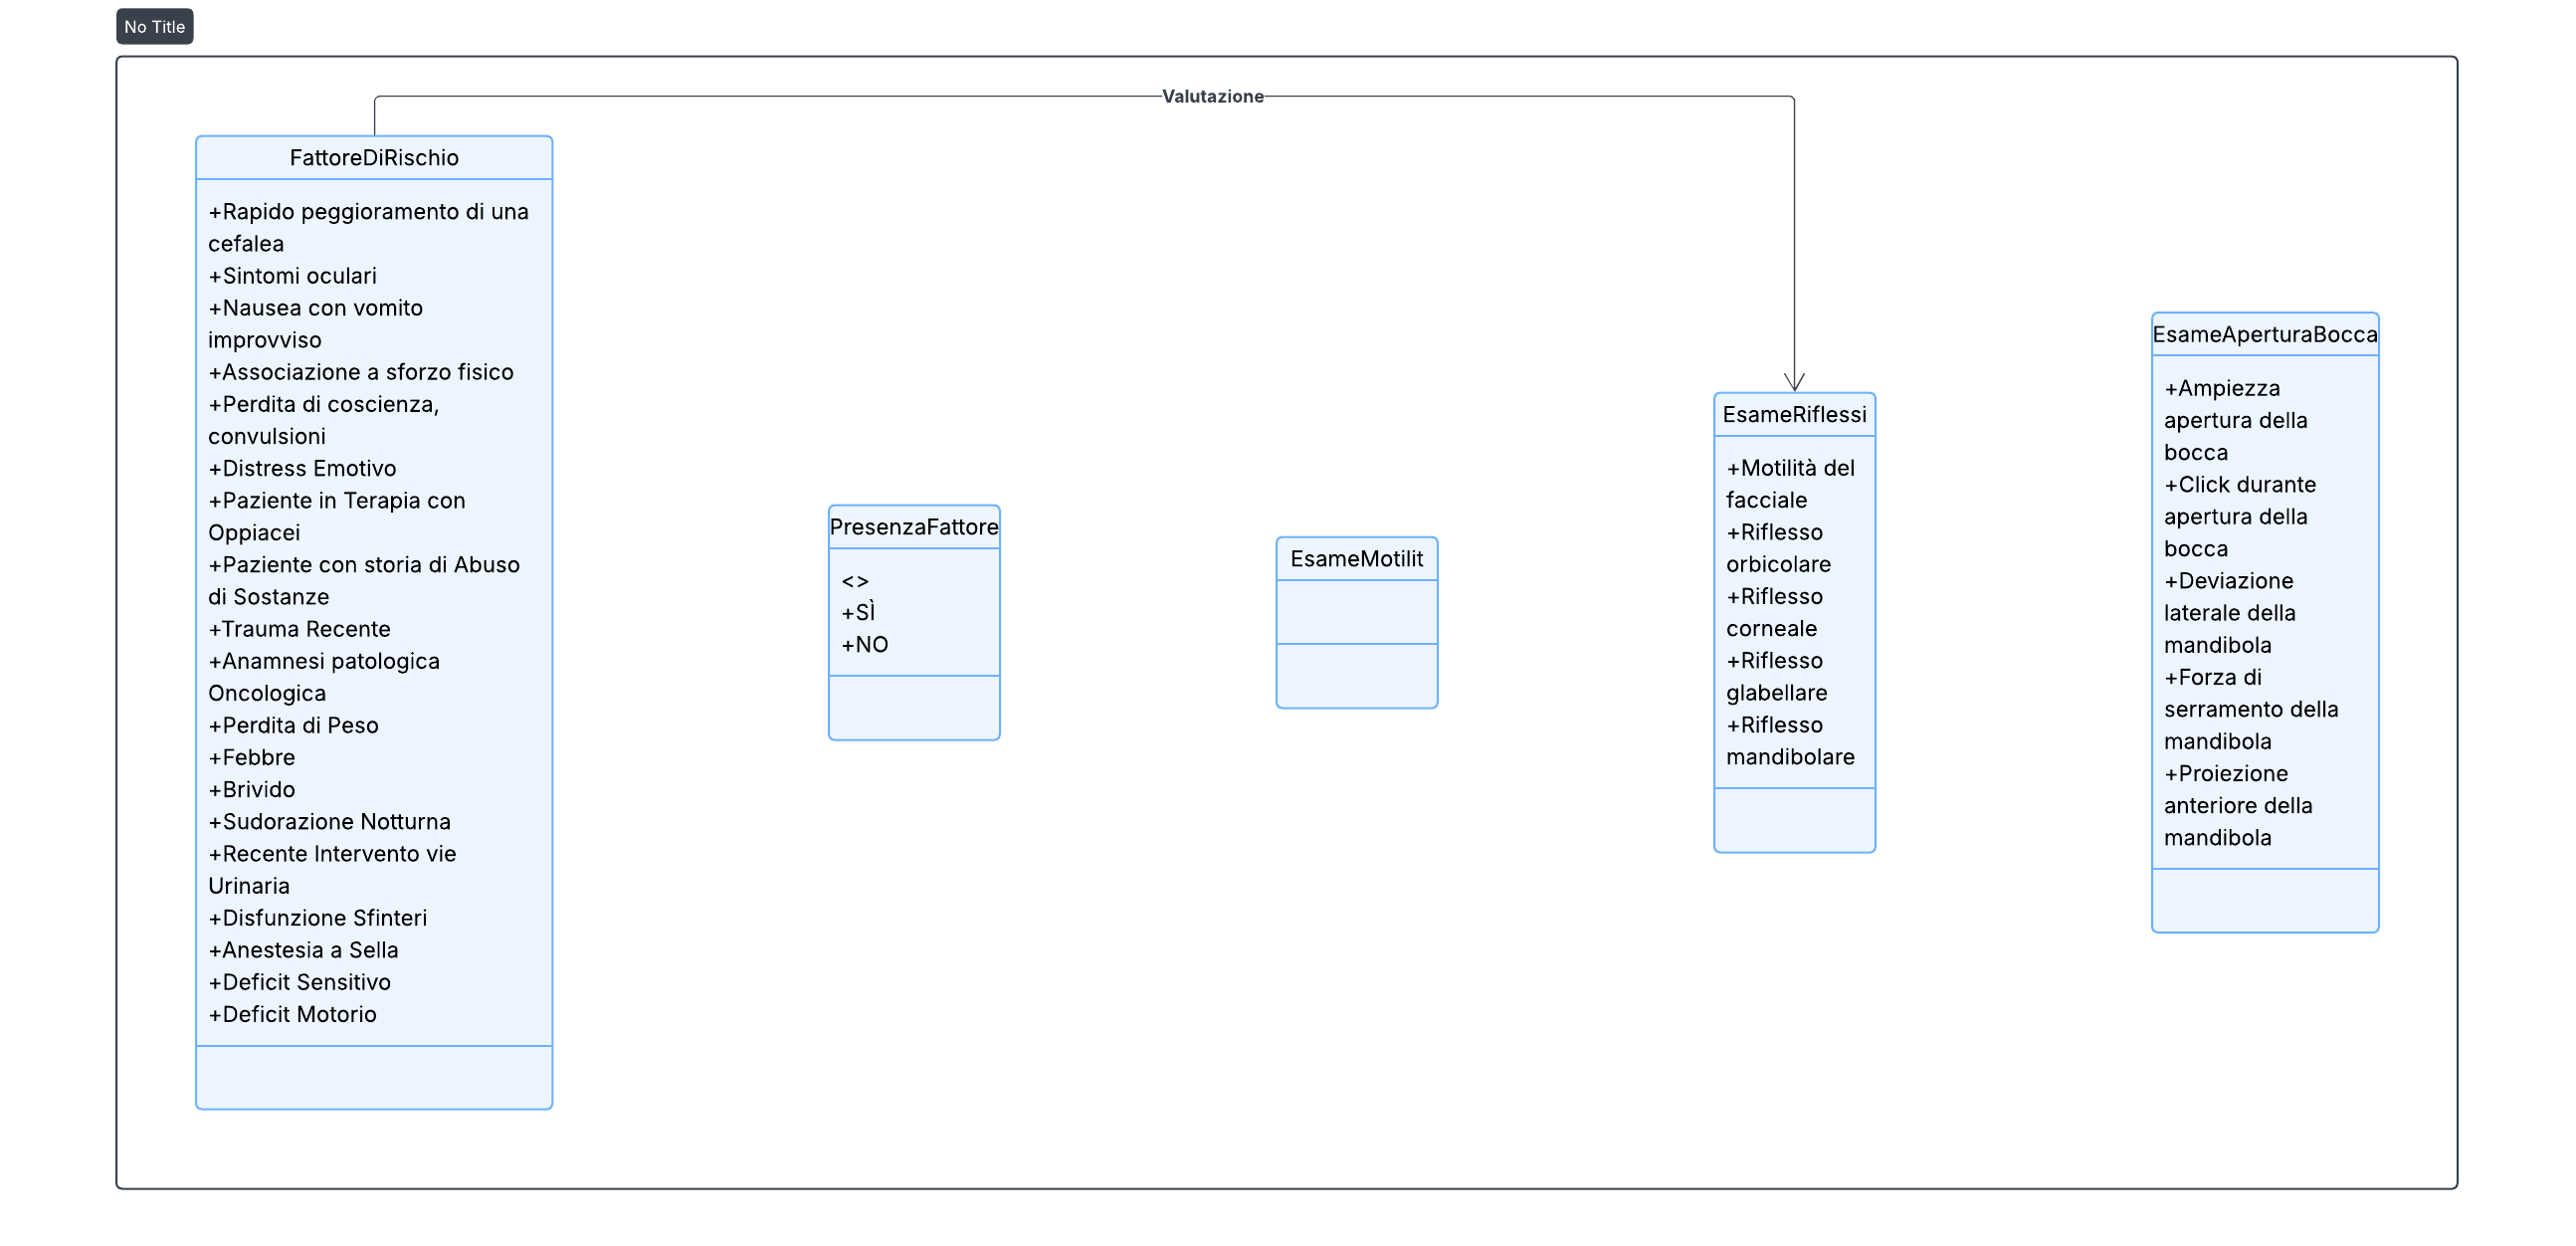 No Title
Valutazione
FattoreDiRischio
+Rapido peggioramento di una
cefalea
+Sintomi oculari
+Nausea con vomito
improvviso
+Associazione a sforzo fisico
+Perdita di coscienza,
convulsioni
+Distress Emotivo
+Paziente in Terapia con
Oppiacei
+Paziente con storia di Abuso
di Sostanze
+Trauma Recente
+Anamnesi patologica
Oncologica
+Perdita di Peso
+Febbre
+Brivido
+Sudorazione Notturna
+Recente Intervento vie
Urinaria
+Disfunzione Sfinteri
+Anestesia a Sella
+Deficit Sensitivo
+Deficit Motorio
PresenzaFattore
<>
+SÌ
+NO
EsameMotilit
EsameRiflessi
+Motilità del
facciale
+Riflesso
orbicolare
+Riflesso
corneale
+Riflesso
glabellare
+Riflesso
mandibolare
EsameAperturaBocca
+Ampiezza
apertura della
bocca
+Click durante
apertura della
bocca
+Deviazione
laterale della
mandibola
+Forza di
serramento della
mandibola
+Proiezione
anteriore della
mandibola